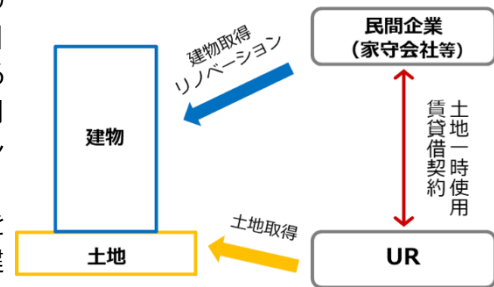 民間企業
（家守会社等）
建物取得
リノベーション
建物
土地一時使用
賃貸借契約
土地取得
土地
UR
を